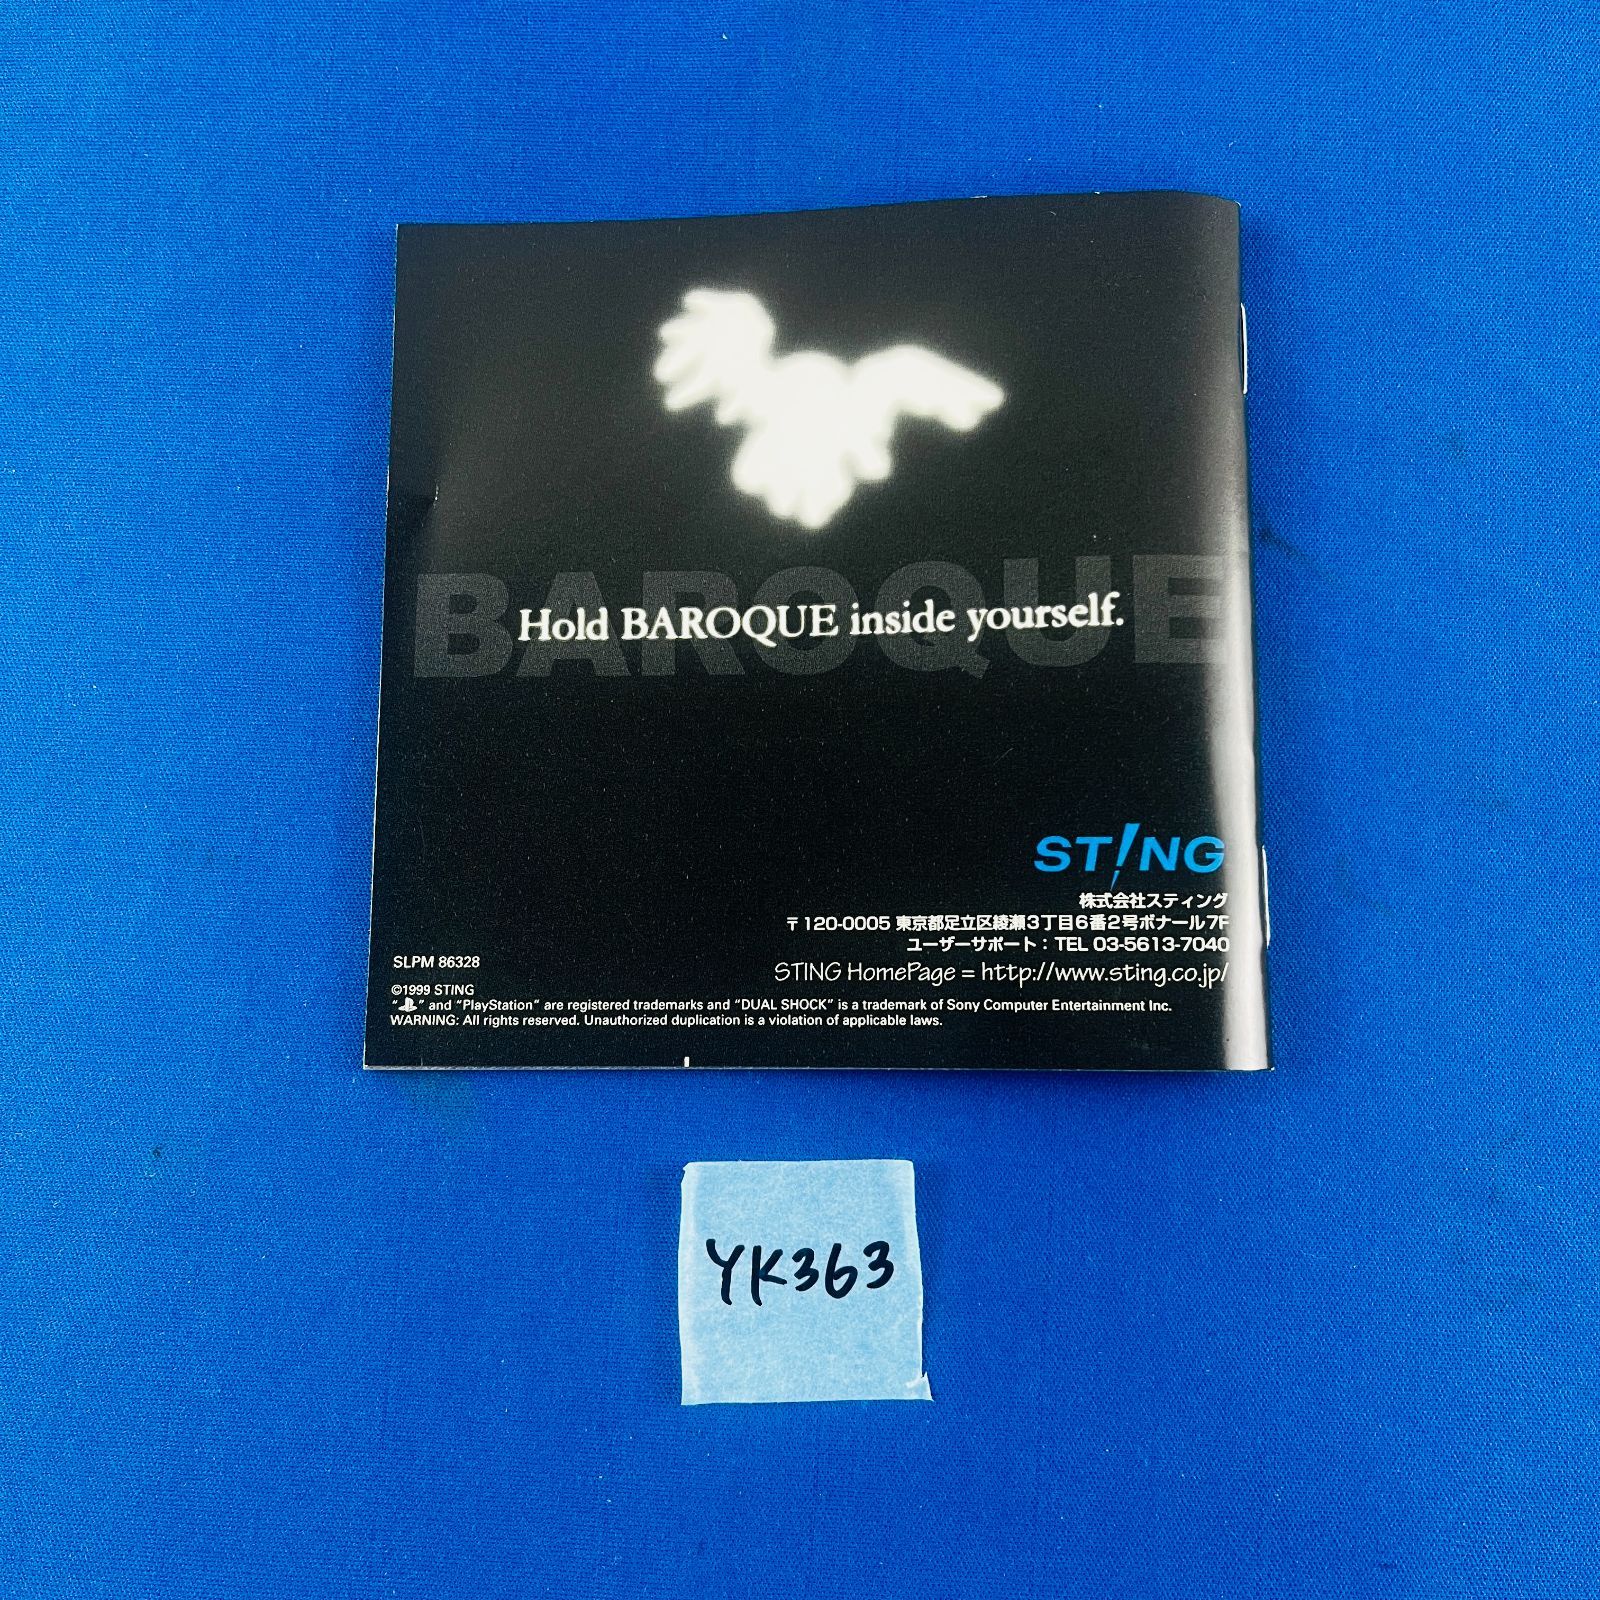 BAROQUE
Hold BAROQUE inside yourself.
ST!NG
株式会社スティング
〒120-0005 東京都足立区綾瀬3丁目6番2号ボナール7F
ユーザーサポート：TEL 03-5613-7040
STING HomePage = http://www.sting.co.jp/
SLPM 86328
©1999 STING
" " and "PlayStation" are registered trademarks and "DUAL SHOCK" is a trademark of Sony Computer Entertainment Inc.
WARNING: All rights reserved. Unauthorized duplication is a violation of applicable laws.
YK363